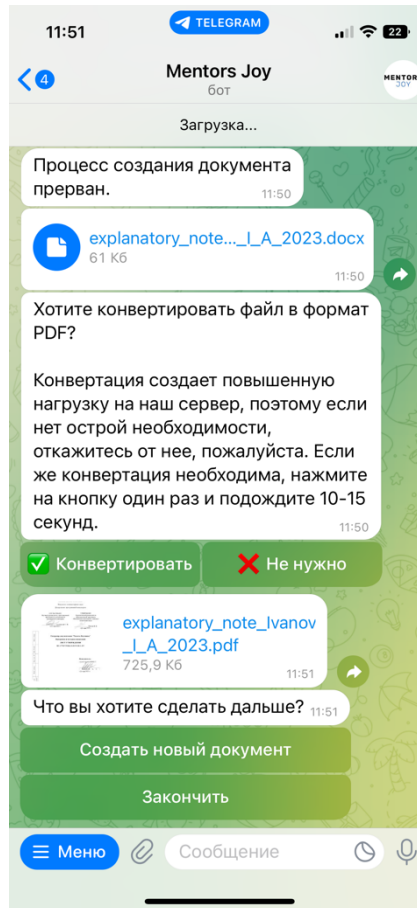 11:51
TELEGRAM
22
4
Mentors Joy
бот
MENTOR
JOY
Загрузка...
Процесс создания документа
прерван.
11:50
explanatory_note..._I_A_2023.docx
61 Кб
11:50
Хотите конвертировать файл в формат
PDF?
Конвертация создает повышенную
нагрузку на наш сервер, поэтому если
нет острой необходимости,
откажитесь от нее, пожалуйста. Если
же конвертация необходима, нажмите
на кнопку один раз и подождите 10-15
секунд.
11:50
Конвертировать
Не нужно
explanatory_note_Ivanov
_I_A_2023.pdf
725,9 Кб
11:51
Что вы хотите сделать дальше? 11:51
Создать новый документ
Закончить
Меню
Сообщение